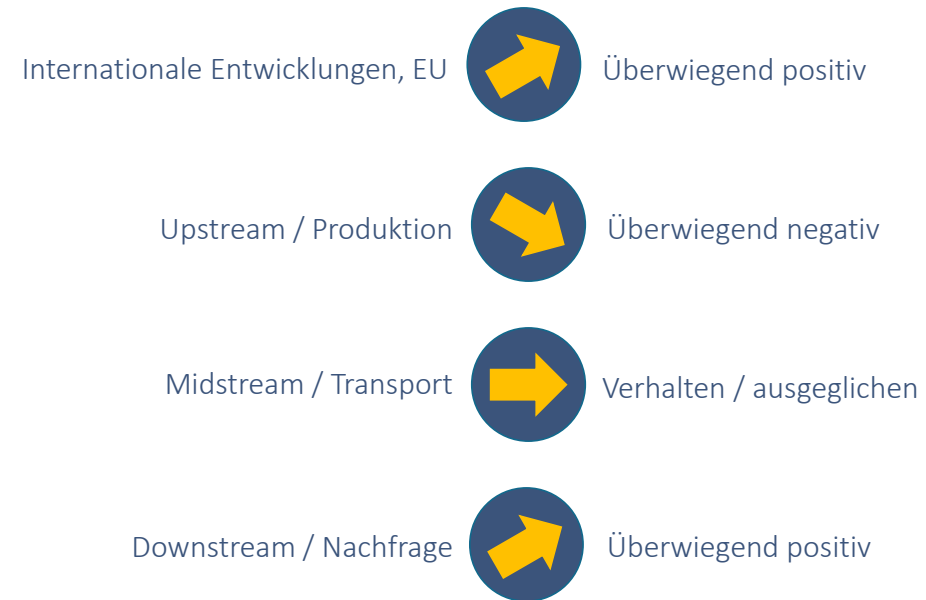 Internationale Entwicklungen, EU Überwiegend positiv
Upstream / Produktion Überwiegend negativ
Midstream / Transport Verhalten / ausgeglichen
Downstream / Nachfrage Überwiegend positiv